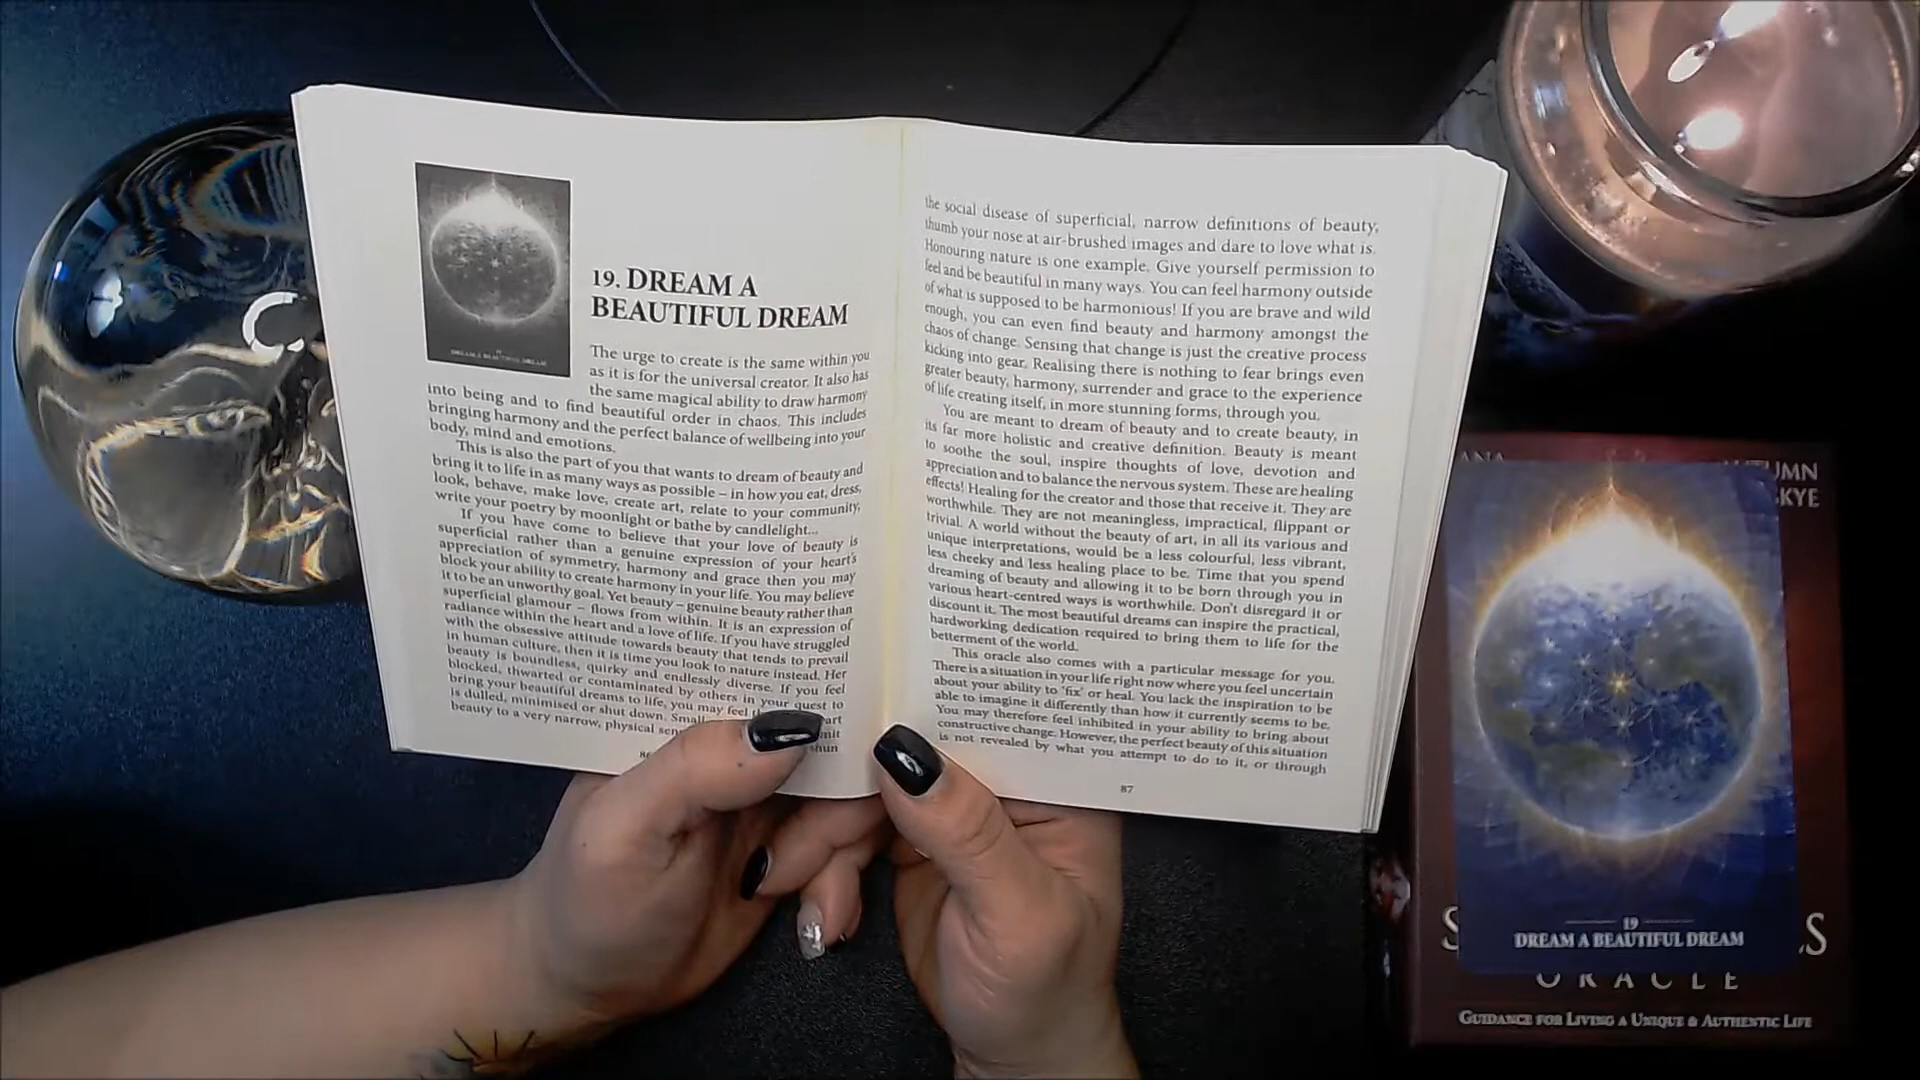 19. DREAM A
BEAUTIFUL DREAM
The urge to create is the same within you
as it is for the universal creator. It also has
the same magical ability to draw harmony
into being and to find beautiful order in chaos. This includes
bringing harmony and the perfect balance of wellbeing into your
body, mind and emotions.
This is also the part of you that wants to dream of beauty and
bring it to life in as many ways as possible – in how you eat, dress,
look, behave, make love, create art, relate to your community,
write your poetry by moonlight or bathe by candlelight...
If you have come to believe that your love of beauty is
superficial rather than a genuine expression of your heart's
appreciation of symmetry, harmony and grace then you may
block your ability to create harmony in your life. You may believe
it to be an unworthy goal. Yet beauty – genuine beauty rather than
superficial glamour – flows from within. It is an expression of
radiance within the heart and a love of life. If you have struggled
with the obsessive attitude towards beauty that tends to prevail
in human culture, then it is time you look to nature instead. Her
beauty is boundless, quirky and endlessly diverse. If you feel
blocked, thwarted or contaminated by others in your quest to
bring your beautiful dreams to life, you may feel
is dulled, minimised or shut down. Small
beauty to a very narrow, physical
shun
the social disease of superficial, narrow definitions of beauty,
thumb your nose at air-brushed images and dare to love what is.
Honouring nature is one example. Give yourself permission to
feel and be beautiful in many ways. You can feel harmony outside
of what is supposed to be harmonious! If you are brave and wild
enough, you can even find beauty and harmony amongst the
chaos of change. Sensing that change is just the creative process
kicking into gear. Realising there is nothing to fear brings even
greater beauty, harmony, surrender and grace to the experience
of life creating itself, in more stunning forms, through you.
You are meant to dream of beauty and to create beauty, in
its far more holistic and creative definition. Beauty is meant
to soothe the soul, inspire thoughts of love, devotion and
appreciation and to balance the nervous system. These are healing
effects! Healing for the creator and those that receive it. They are
worthwhile. They are not meaningless, impractical, flippant or
trivial. A world without the beauty of art, in all its various and
unique interpretations, would be a less colourful, less vibrant,
less cheeky and less healing place to be. Time that you spend
dreaming of beauty and allowing it to be born through you in
various heart-centred ways is worthwhile. Don't disregard it or
discount it. The most beautiful dreams can inspire the practical,
hardworking dedication required to bring them to life for the
betterment of the world.
This oracle also comes with a particular message for you.
There is a situation in your life right now where you feel uncertain
about your ability to 'fix' or heal. You lack the inspiration to be
able to imagine it differently than how it currently seems to be.
You may therefore feel inhibited in your ability to bring about
constructive change. However, the perfect beauty of this situation
is not revealed by what you attempt to do to it, or through
87
19
DREAM A BEAUTIFUL DREAM
ORACLE
GUIDANCE FOR LIVING A UNIQUE & AUTHENTIC LIFE